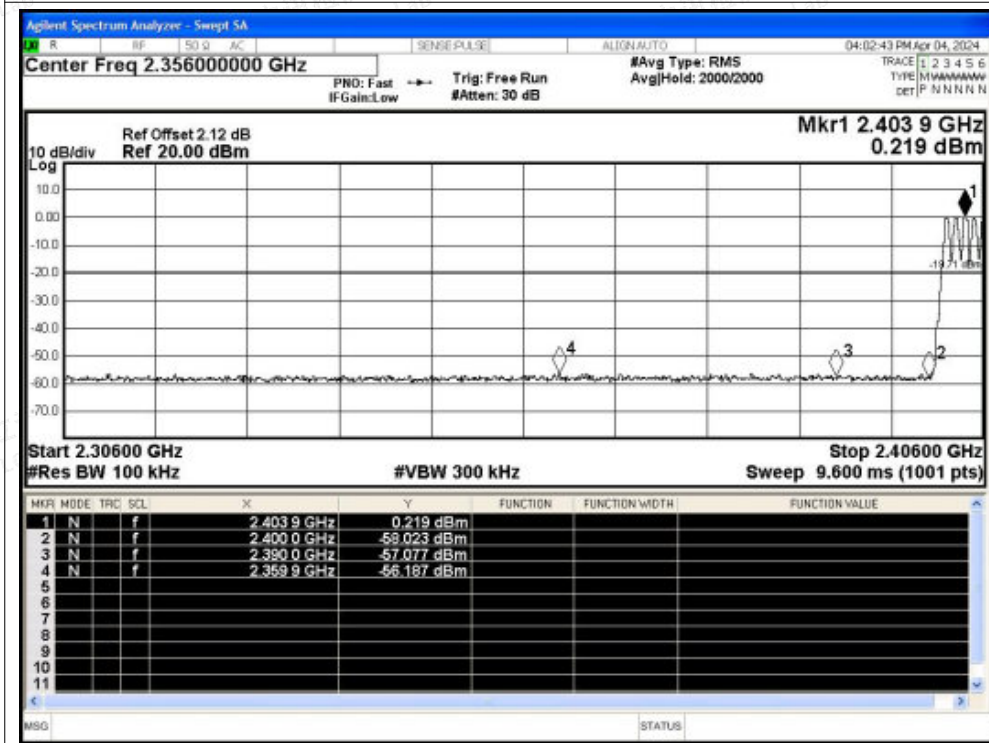 Agilent Spectrum Analyzer - Swept SA
R RF 50 Ω AC SENSE:PULSE ALIGN AUTO 04:02:43 PM Apr 04, 2024
Center Freq 2.356000000 GHz #Avg Type: RMS TRACE 1 2 3 4 5 6
PNO: Fast Trig: Free Run Avg|Hold: 2000/2000 TYPE M
IFGain:Low #Atten: 30 dB DET P N N N N N
Ref Offset 2.12 dB Mkr1 2.403 9 GHz
10 dB/div Ref 20.00 dBm 0.219 dBm
Log
10.0
0.00
-10.0
-20.0
-30.0
-40.0
-50.0
-60.0
-70.0
1
-19.71 dBm
4
3
2
Start 2.30600 GHz Stop 2.40600 GHz
#Res BW 100 kHz #VBW 300 kHz Sweep 9.600 ms (1001 pts)
MKR MODE TRC SCL X Y FUNCTION FUNCTION WIDTH FUNCTION VALUE
1 N f 2.403 9 GHz 0.219 dBm
2 N f 2.400 0 GHz -58.023 dBm
3 N f 2.390 0 GHz -57.077 dBm
4 N f 2.359 9 GHz -56.187 dBm
5
6
7
8
9
10
11
MSG STATUS